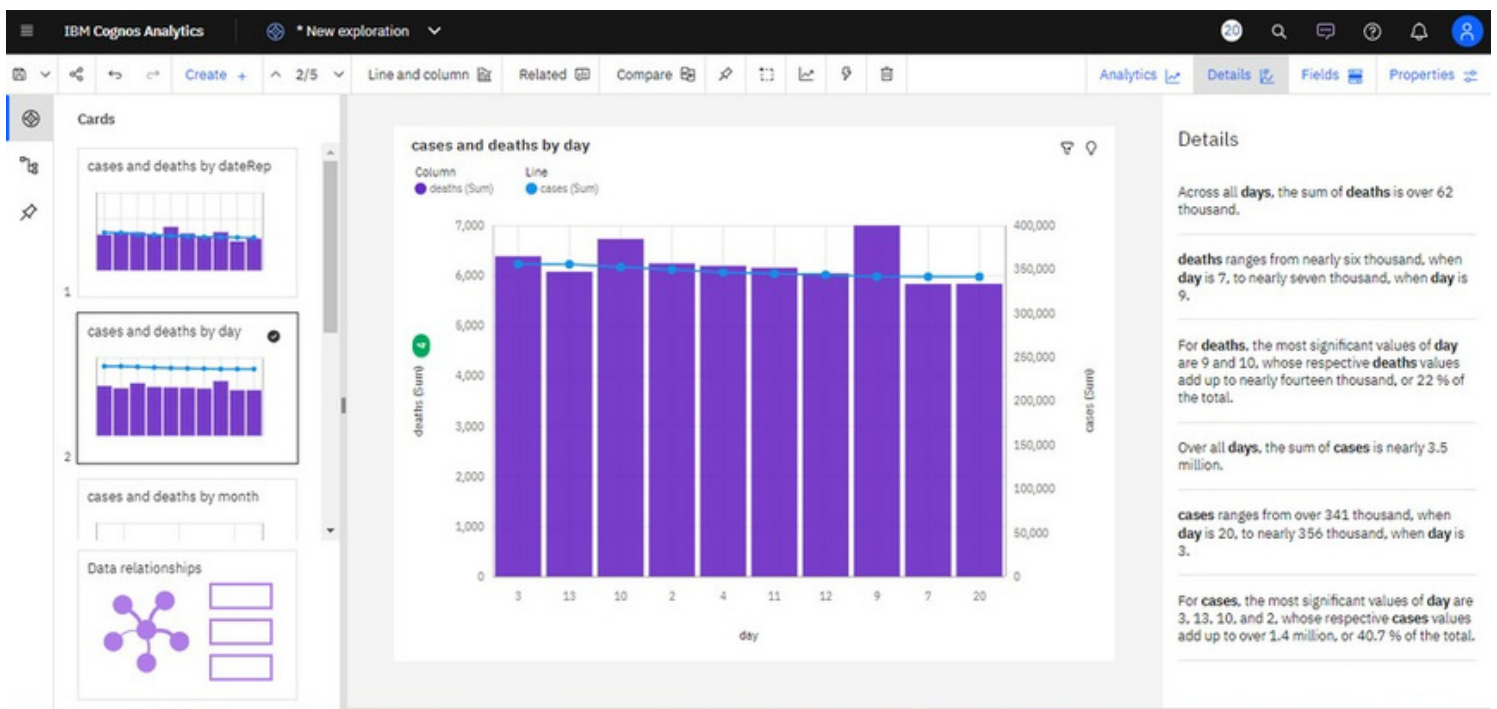 IBM Cognos Analytics
* New exploration
20
Create +
2/5
Line and column
Related
Compare
Analytics
Details
Fields
Properties
Cards
cases and deaths by dateRep
1
cases and deaths by day
2
cases and deaths by month
Data relationships
cases and deaths by day
Column
Line
deaths (Sum)
cases (Sum)
7,000
6,000
5,000
4,000
3,000
2,000
1,000
0
deaths (Sum)
400,000
350,000
300,000
250,000
200,000
150,000
100,000
50,000
0
cases (Sum)
3 13 10 2 4 11 12 9 7 20
day
Details
Across all days, the sum of deaths is over 62
thousand.
deaths ranges from nearly six thousand, when
day is 7, to nearly seven thousand, when day is
9.
For deaths, the most significant values of day
are 9 and 10, whose respective deaths values
add up to nearly fourteen thousand, or 22 % of
the total.
Over all days, the sum of cases is nearly 3.5
million.
cases ranges from over 341 thousand, when
day is 20, to nearly 356 thousand, when day is
3.
For cases, the most significant values of day are
3, 13, 10, and 2, whose respective cases values
add up to over 1.4 million, or 40.7 % of the total.